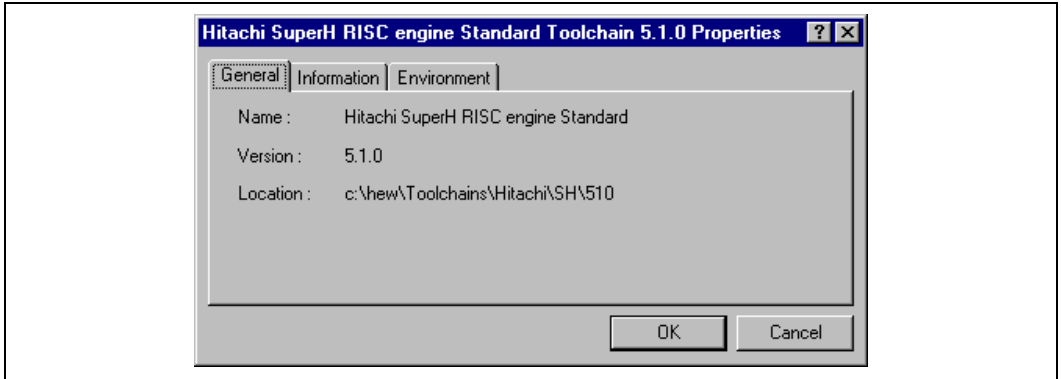 Hitachi SuperH RISC engine Standard Toolchain 5.1.0 Properties ? X
General Information Environment
Name : Hitachi SuperH RISC engine Standard
Version : 5.1.0
Location : c:\hew\Toolchains\Hitachi\SH\510
OK Cancel